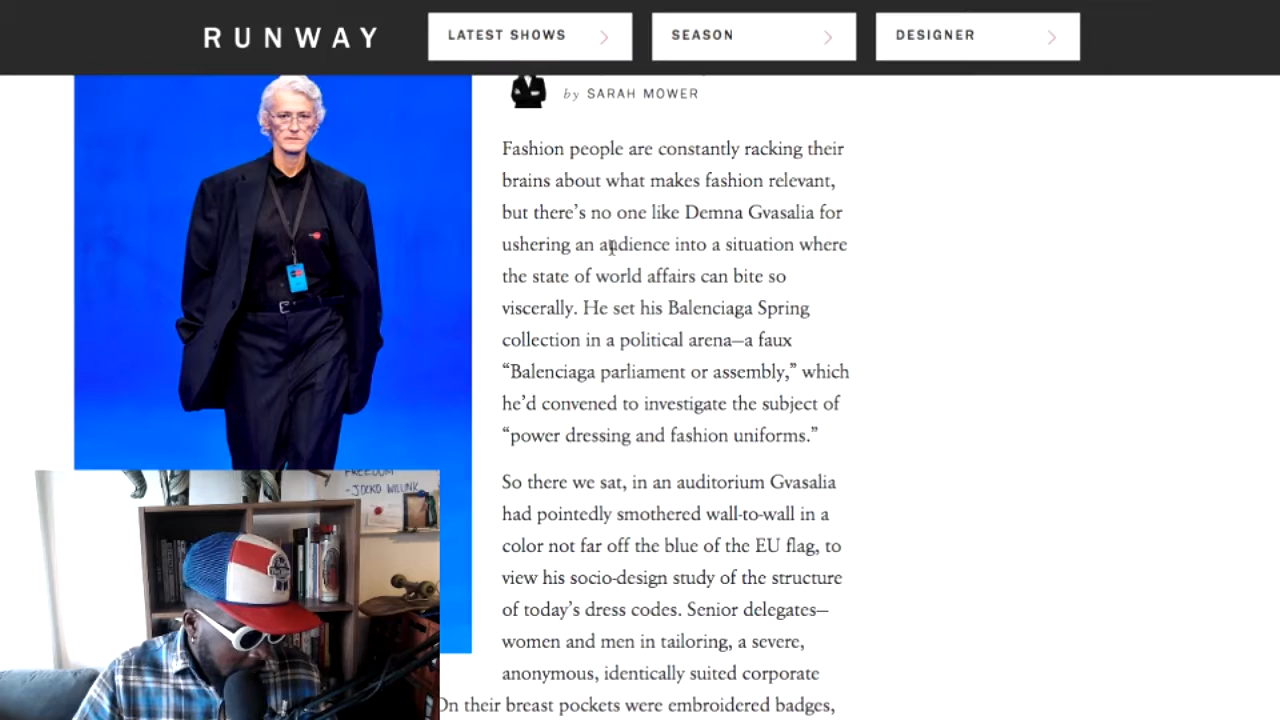 RUNWAY
LATEST SHOWS
SEASON
DESIGNER
by SARAH MOWER
Fashion people are constantly racking their
brains about what makes fashion relevant,
but there’s no one like Demna Gvasalia for
ushering an audience into a situation where
the state of world affairs can bite so
viscerally. He set his Balenciaga Spring
collection in a political arena—a faux
“Balenciaga parliament or assembly,” which
he’d convened to investigate the subject of
“power dressing and fashion uniforms.”
So there we sat, in an auditorium Gvasalia
had pointedly smothered wall-to-wall in a
color not far off the blue of the EU flag, to
view his socio-design study of the structure
of today’s dress codes. Senior delegates—
women and men in tailoring, a severe,
anonymous, identically suited corporate
On their breast pockets were embroidered badges,
FREEDOM
-JOCKO WILLINK